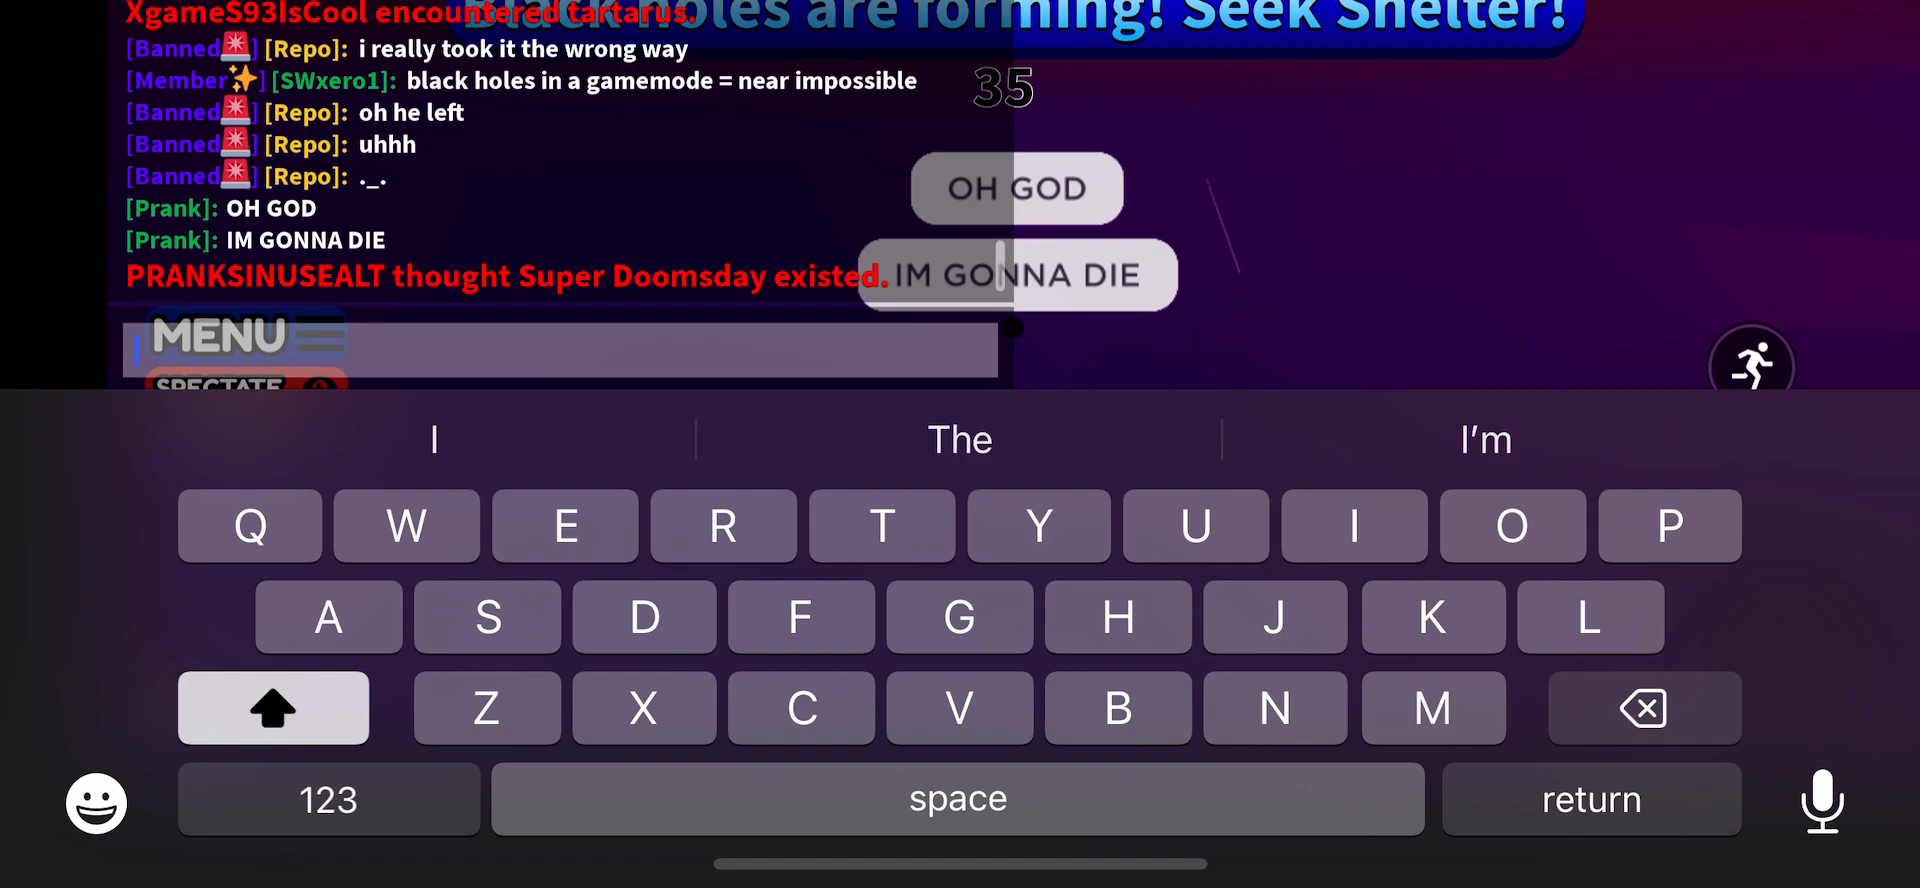 XgameS93IsCool encountered tartarus.
Black holes are forming! Seek Shelter!
[Banned🚨] [Repo]: i really took it the wrong way
[Member✨] [SWxero1]: black holes in a gamemode = near impossible
35
[Banned🚨] [Repo]: oh he left
[Banned🚨] [Repo]: uhhh
[Banned🚨] [Repo]: ._.
OH GOD
[Prank]: OH GOD
[Prank]: IM GONNA DIE
PRANKSINUSEALT thought Super Doomsday existed.
IM GONNA DIE
MENU
SPECTATE
I The I’m
Q W E R T Y U I O P
A S D F G H J K L
Z X C V B N M
123 space return